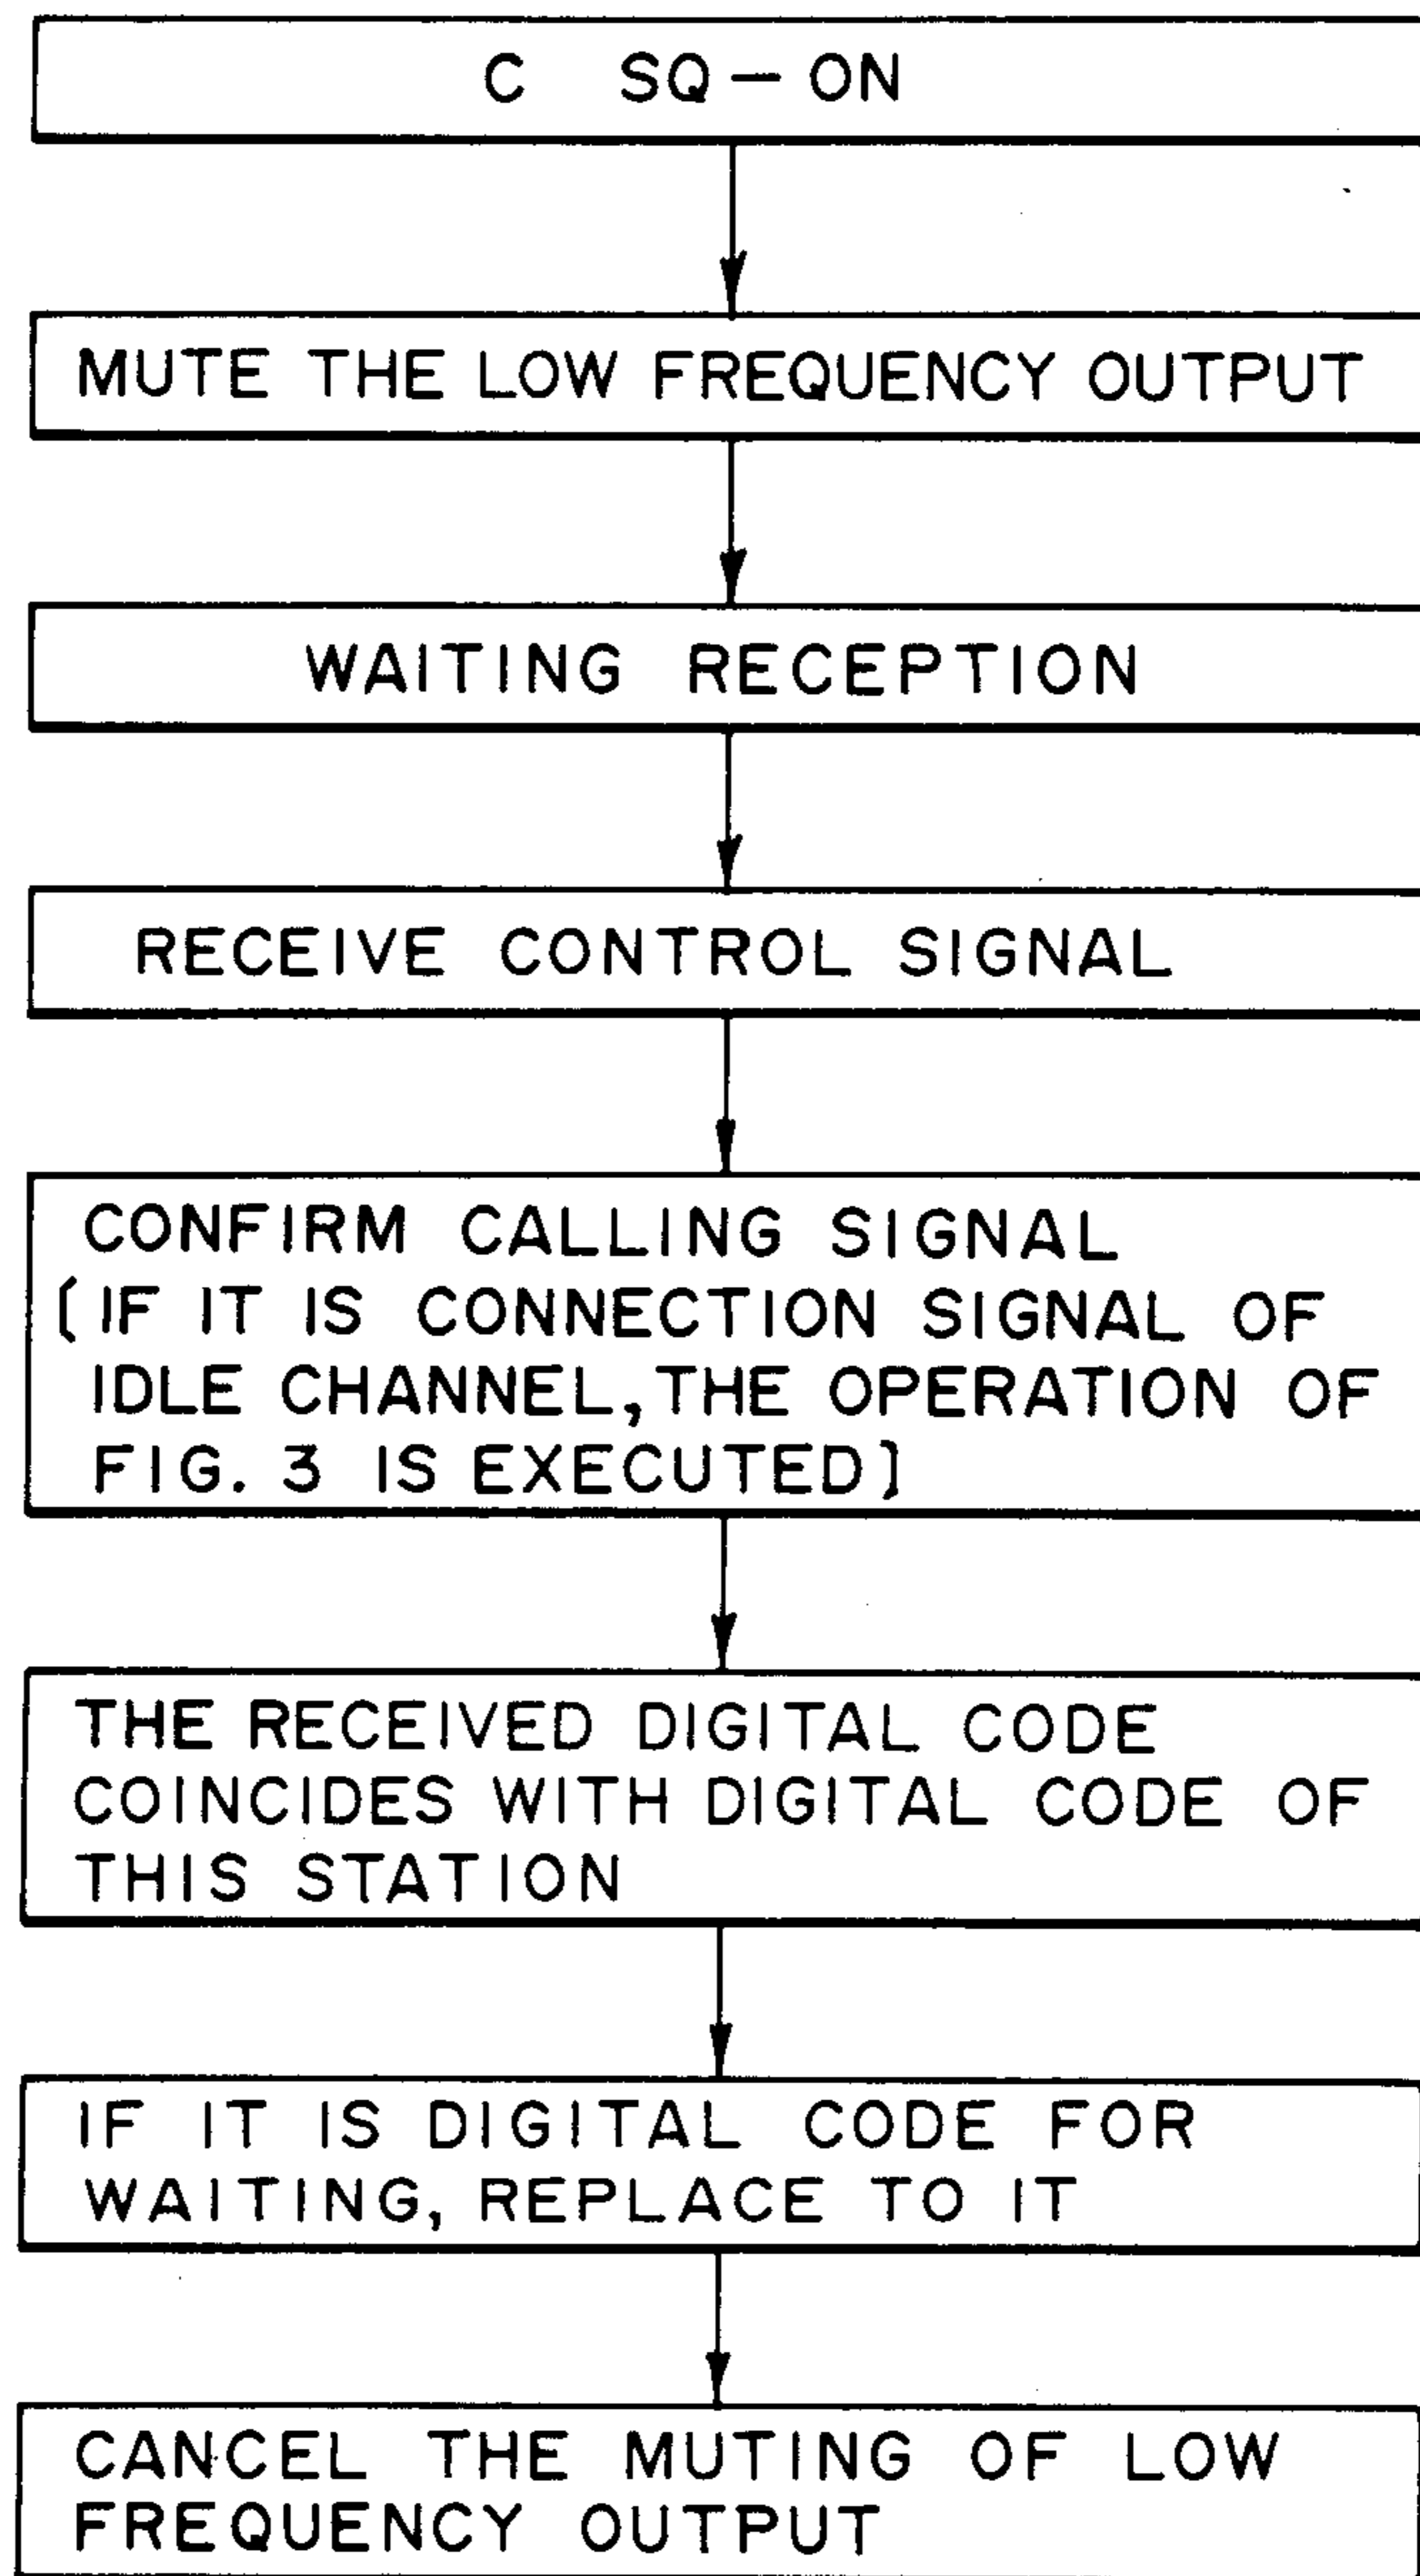 C SQ-ON
MUTE THE LOW FREQUENCY OUTPUT
WAITING RECEPTION
RECEIVE CONTROL SIGNAL
CONFIRM CALLING SIGNAL
[IF IT IS CONNECTION SIGNAL OF
IDLE CHANNEL, THE OPERATION OF
FIG. 3 IS EXECUTED]
THE RECEIVED DIGITAL CODE
COINCIDES WITH DIGITAL CODE OF
THIS STATION
IF IT IS DIGITAL CODE FOR
WAITING, REPLACE TO IT
CANCEL THE MUTING OF LOW
FREQUENCY OUTPUT